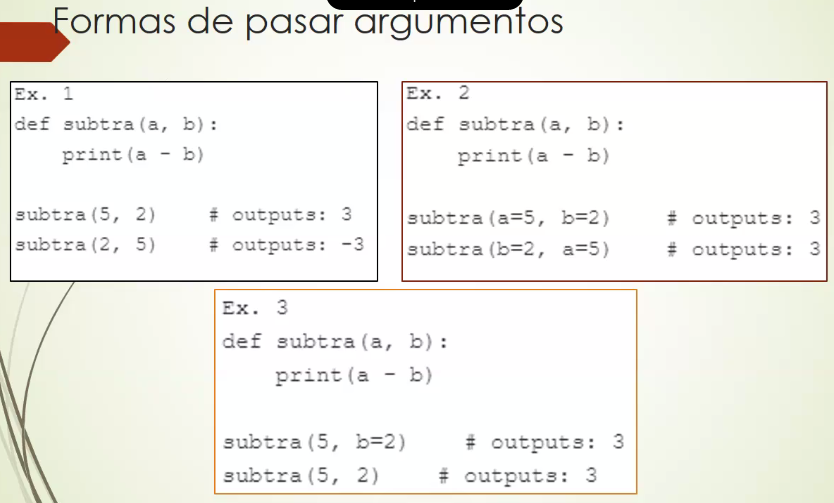 Formas de pasar argumentos
Ex. 1
def subtra(a, b):
    print(a - b)
subtra(5, 2)    # outputs: 3
subtra(2, 5)    # outputs: -3
Ex. 2
def subtra(a, b):
    print(a - b)
subtra(a=5, b=2)    # outputs: 3
subtra(b=2, a=5)    # outputs: 3
Ex. 3
def subtra(a, b):
    print(a - b)
subtra(5, b=2)    # outputs: 3
subtra(5, 2)    # outputs: 3